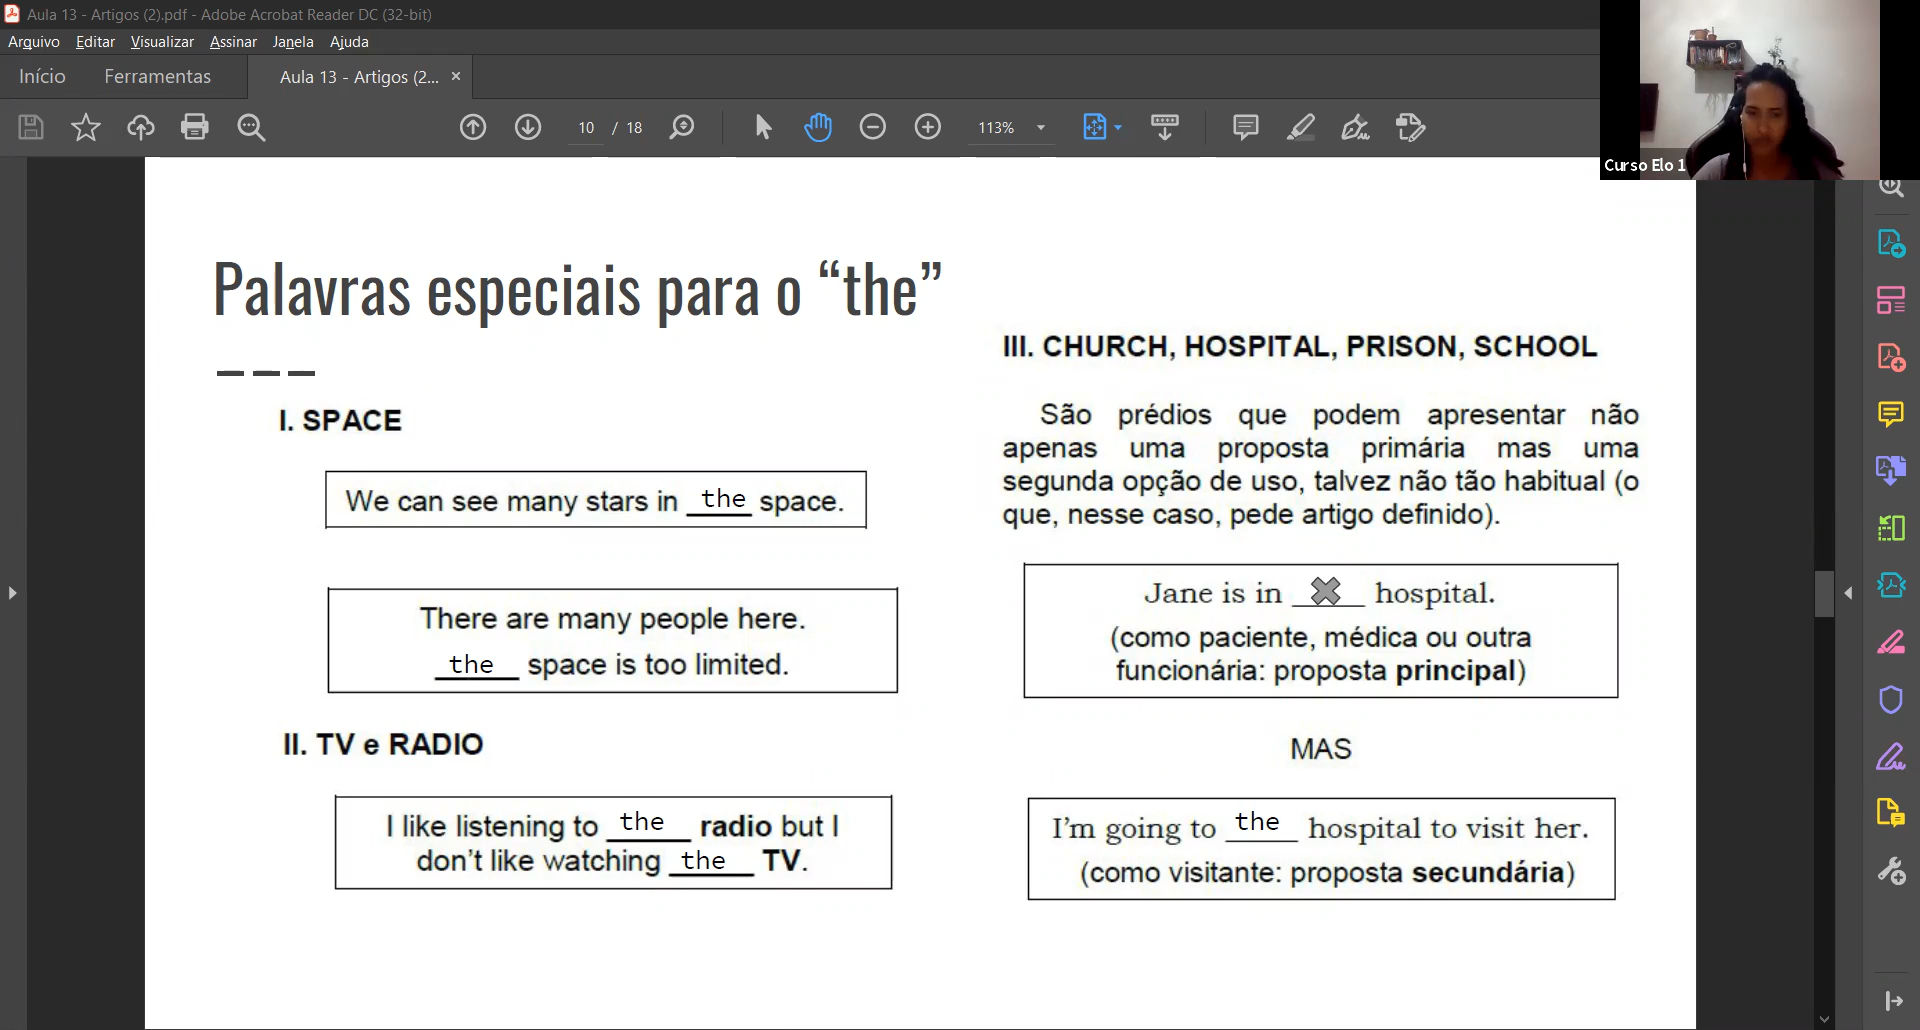 Aula 13 - Artigos (2).pdf - Adobe Acrobat Reader DC (32-bit)
Arquivo Editar Visualizar Assinar Janela Ajuda
Início Ferramentas Aula 13 - Artigos (2... ×
10 / 18 113%
Curso Elo 1
Palavras especiais para o “the”
I. SPACE
We can see many stars in the space.
There are many people here.
the space is too limited.
II. TV e RADIO
I like listening to the radio but I
don't like watching the TV.
III. CHURCH, HOSPITAL, PRISON, SCHOOL
São prédios que podem apresentar não
apenas uma proposta primária mas uma
segunda opção de uso, talvez não tão habitual (o
que, nesse caso, pede artigo definido).
Jane is in ✖ hospital.
(como paciente, médica ou outra
funcionária: proposta principal)
MAS
I'm going to the hospital to visit her.
(como visitante: proposta secundária)